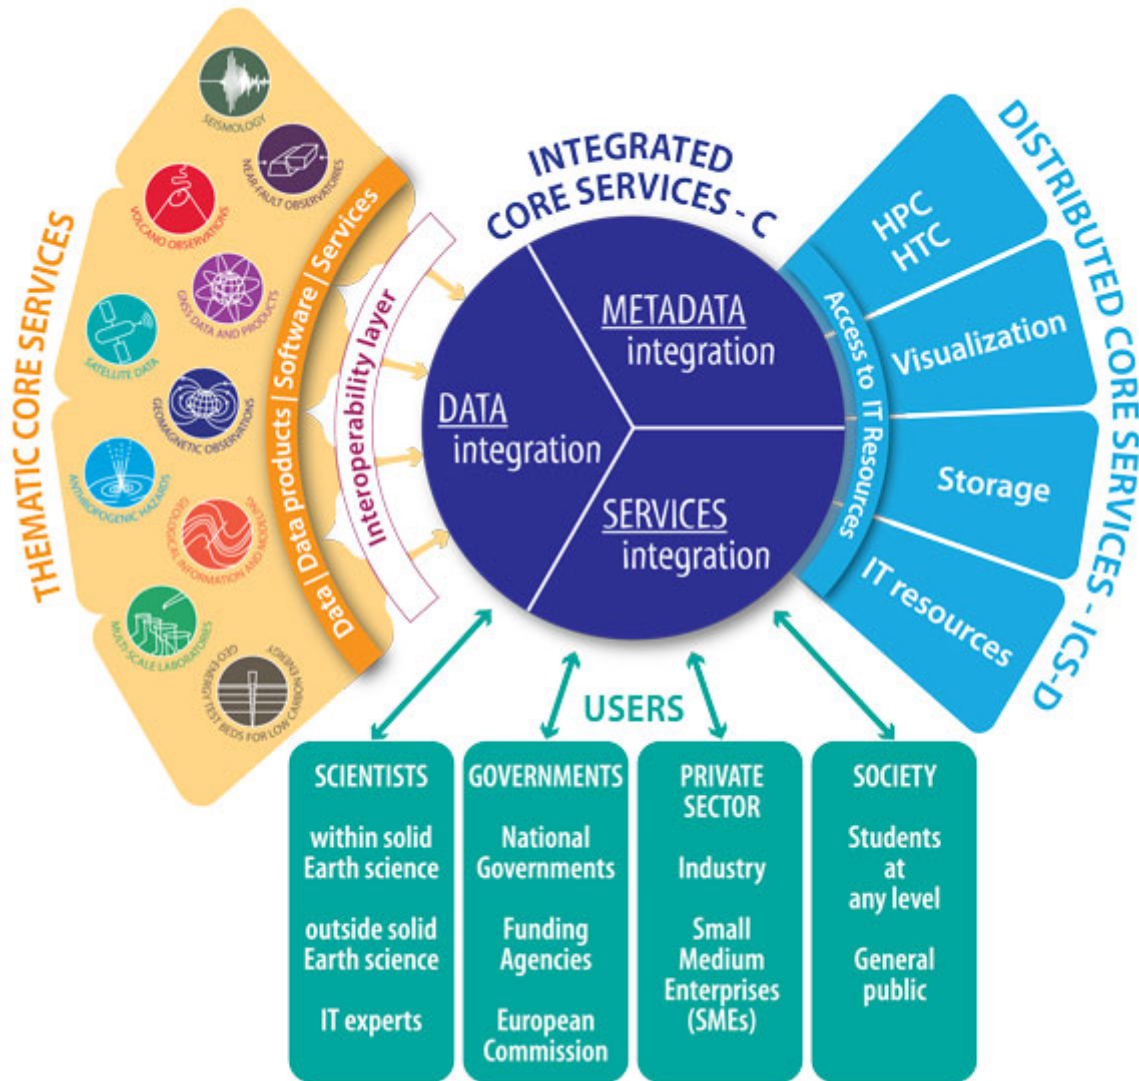 THEMATIC CORE SERVICES
SEISMOLOGY
NEAR-FAULT OBSERVATORIES
VOLCANO OBSERVATIONS
GNSS DATA AND PRODUCTS
SATELLITE DATA
GEOMAGNETIC OBSERVATIONS
ANTHROPOGENIC HAZARDS
GEOLOGICAL INFORMATION AND MODELING
MULTI-SCALE LABORATORIES
GEO ENERGY TEST BEDS FOR LOW CARBON ENERGY
Data | Data products | Software | Services
Interoperability layer
INTEGRATED
CORE SERVICES - C
METADATA
integration
DATA
integration
SERVICES
integration
Access to IT Resources
HPC
HTC
Visualization
Storage
IT resources
DISTRIBUTED CORE SERVICES - ICS-D
USERS
SCIENTISTS
within solid
Earth science
outside solid
Earth science
IT experts
GOVERNMENTS
National
Governments
Funding
Agencies
European
Commission
PRIVATE
SECTOR
Industry
Small
Medium
Enterprises
(SMEs)
SOCIETY
Students
at
any level
General
public